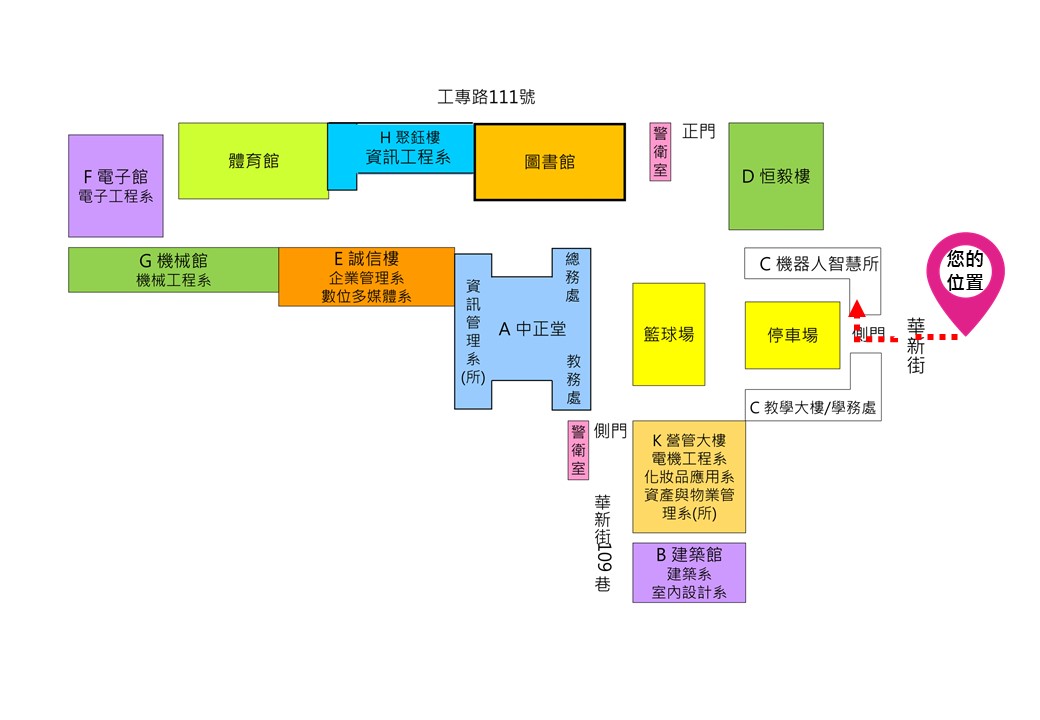 工專路111號
F 電子館
電子工程系
體育館
H 聚鈺樓
資訊工程系
圖書館
警衛室
正門
D 恒毅樓
G 機械館
機械工程系
E 誠信樓
企業管理系
數位多媒體系
資訊管理系(所)
A 中正堂
總務處
教務處
籃球場
C 機器人智慧所
停車場
側門
華新街
您的
位置
C 教學大樓/學務處
警衛室
側門
華新街109巷
K 營管大樓
電機工程系
化妝品應用系
資產與物業管
理系(所)
B 建築館
建築系
室內設計系